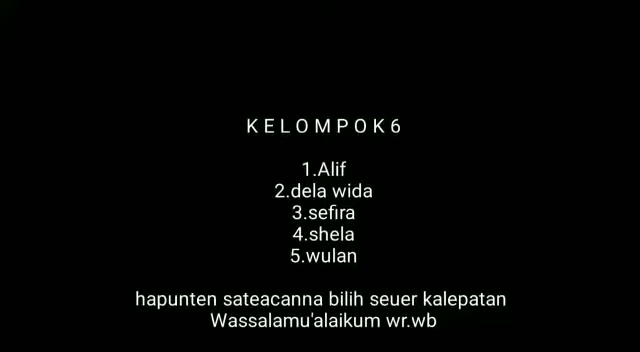 K E L O M P O K 6
1.Alif
2.dela wida
3.sefira
4.shela
5.wulan
hapunten sateacanna bilih seuer kalepatan
Wassalamu'alaikum wr.wb